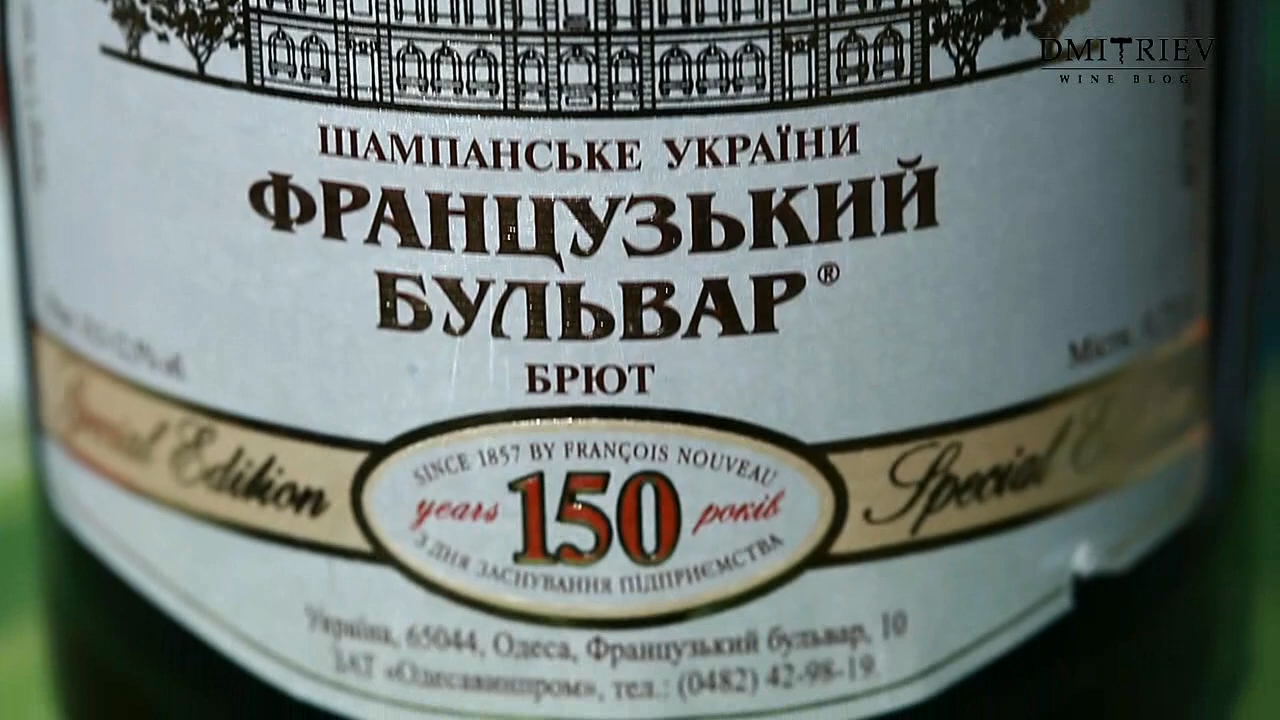 DMITRIEV
WINE BLOG
ШАМПАНСЬКЕ УКРАЇНИ
ФРАНЦУЗЬКИЙ
БУЛЬВАР®
БРЮТ
Special Edition
Special
SINCE 1857 BY FRANÇOIS NOUVEAU
years 150 років
З ДНЯ ЗАСНУВАННЯ ПІДПРИЄМСТВА
Україна, 65044, Одеса, Французький бульвар, 10
ЗАТ «Одесавинпром», тел.: (0482) 42-98-19.